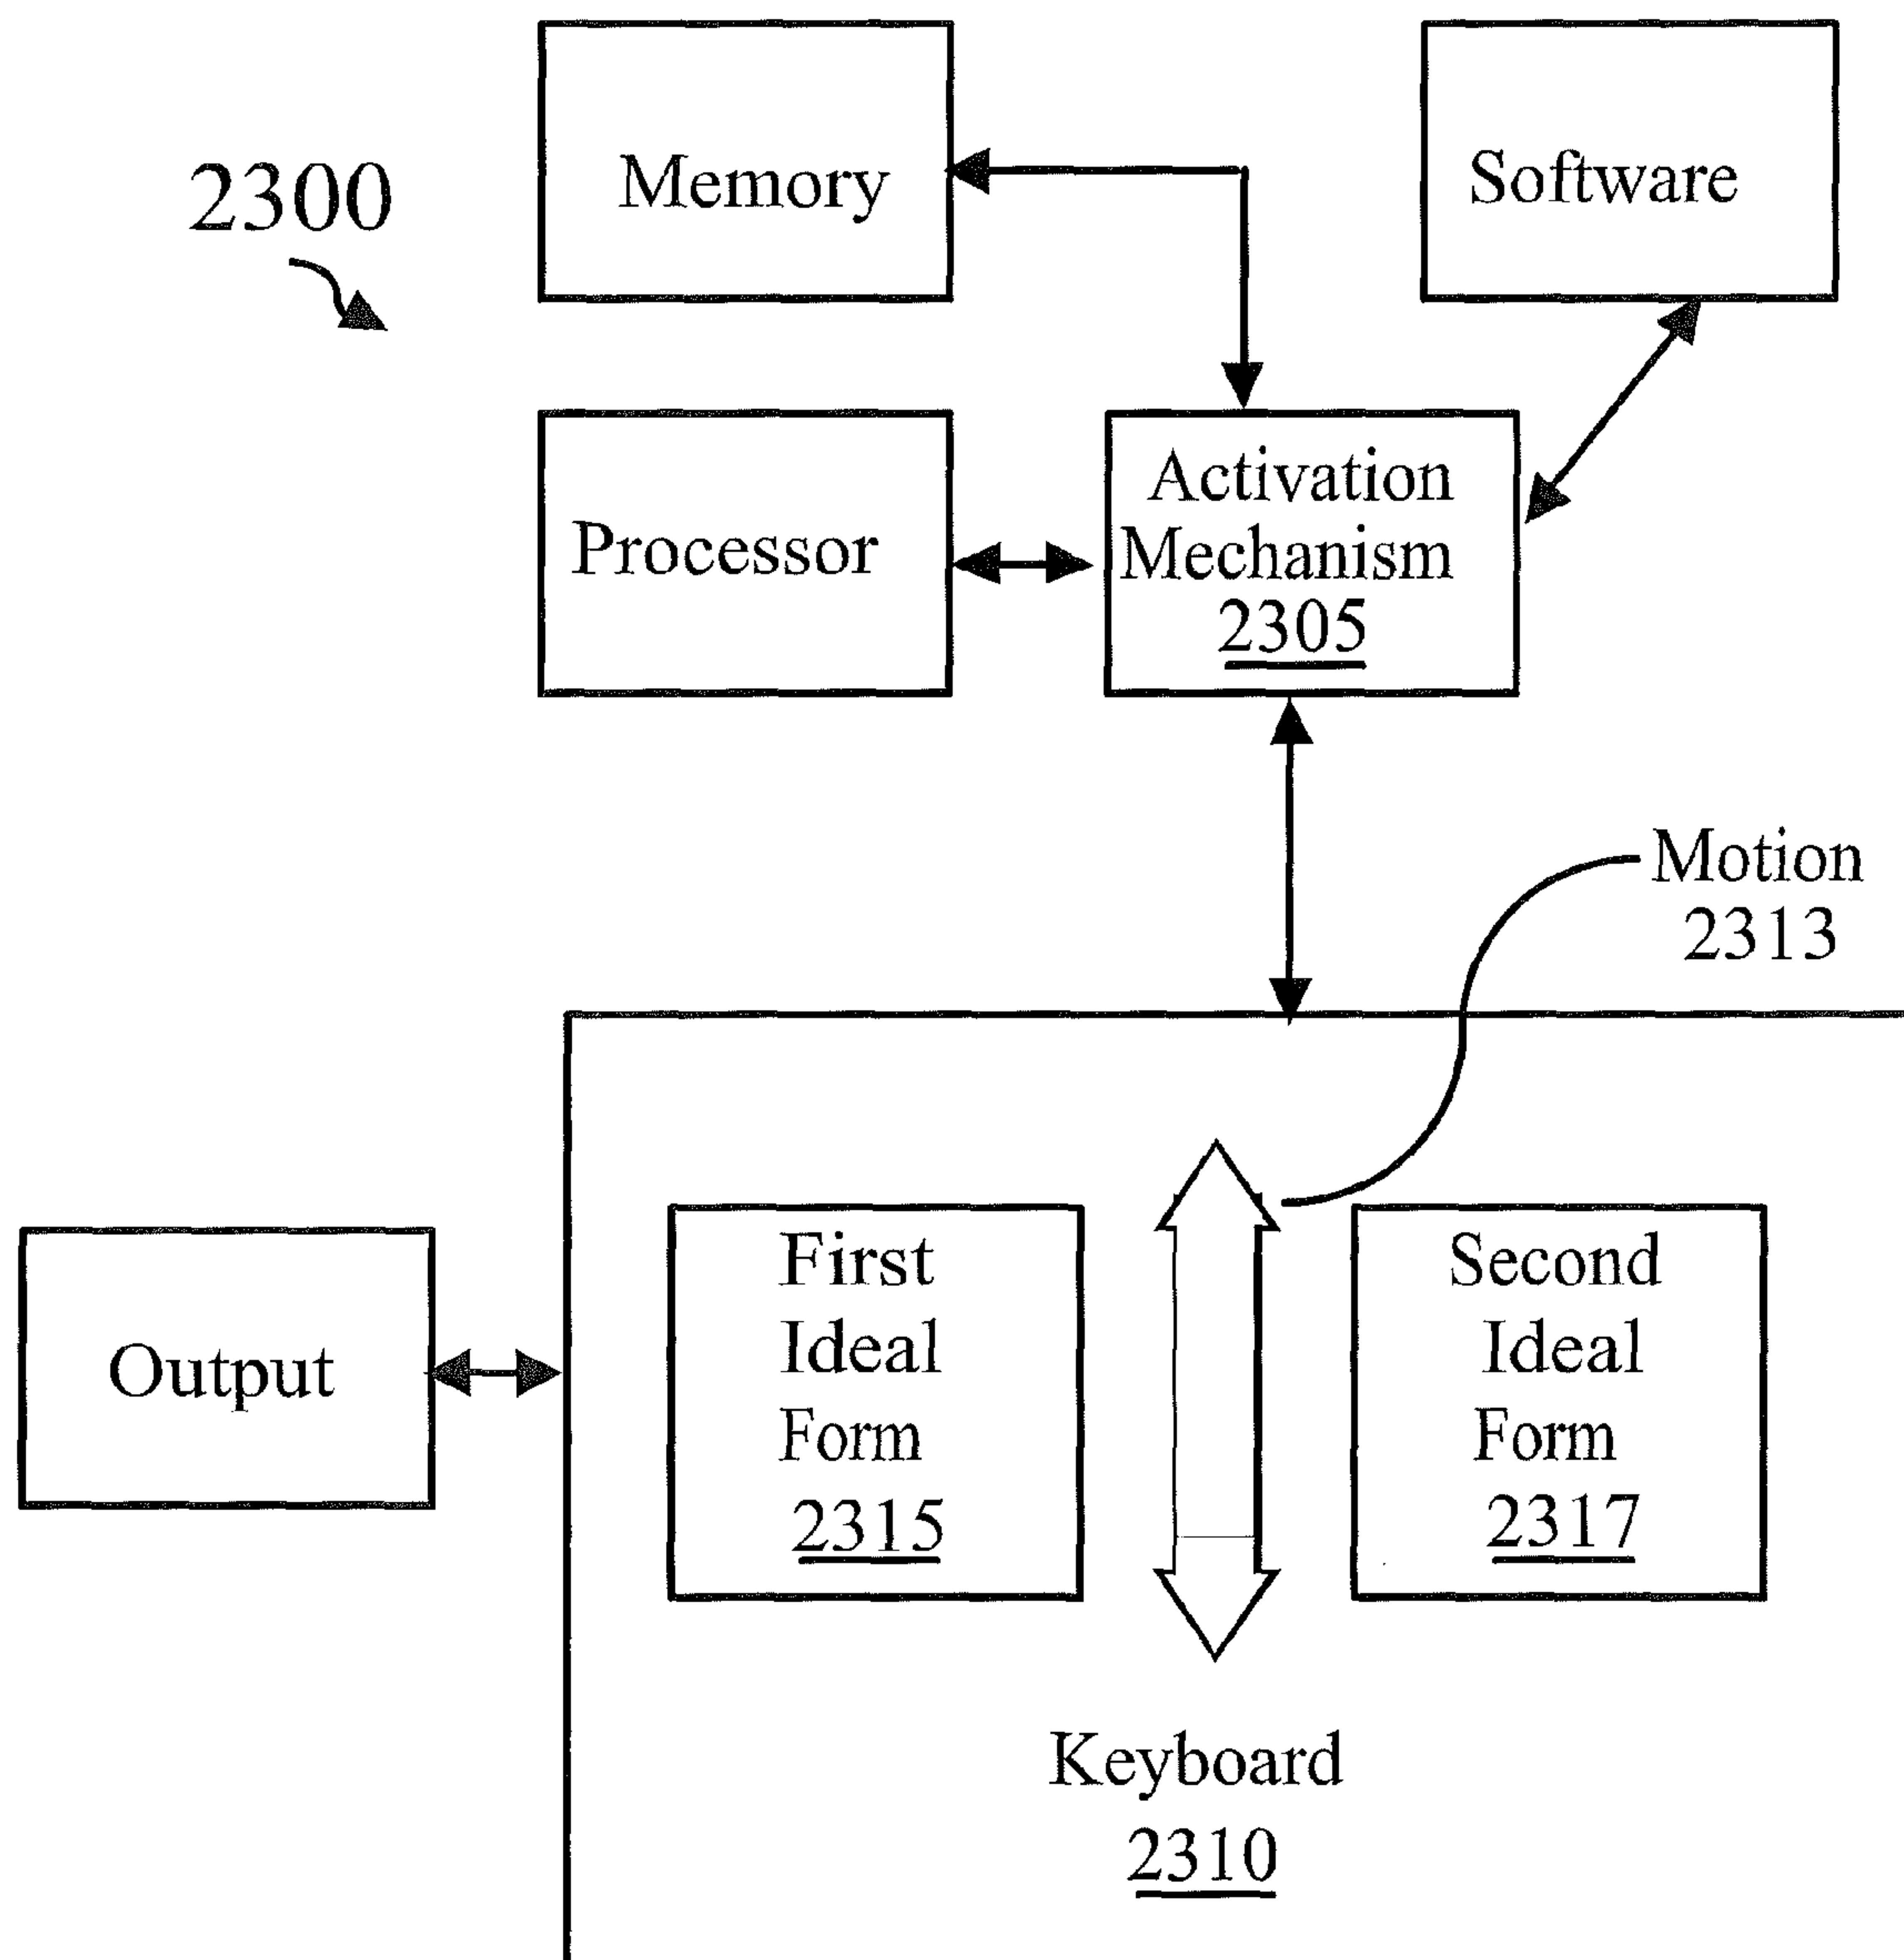 2300
Memory
Software
Processor
Activation
Mechanism
2305
Motion
2313
Output
First
Ideal
Form
2315
Second
Ideal
Form
2317
Keyboard
2310